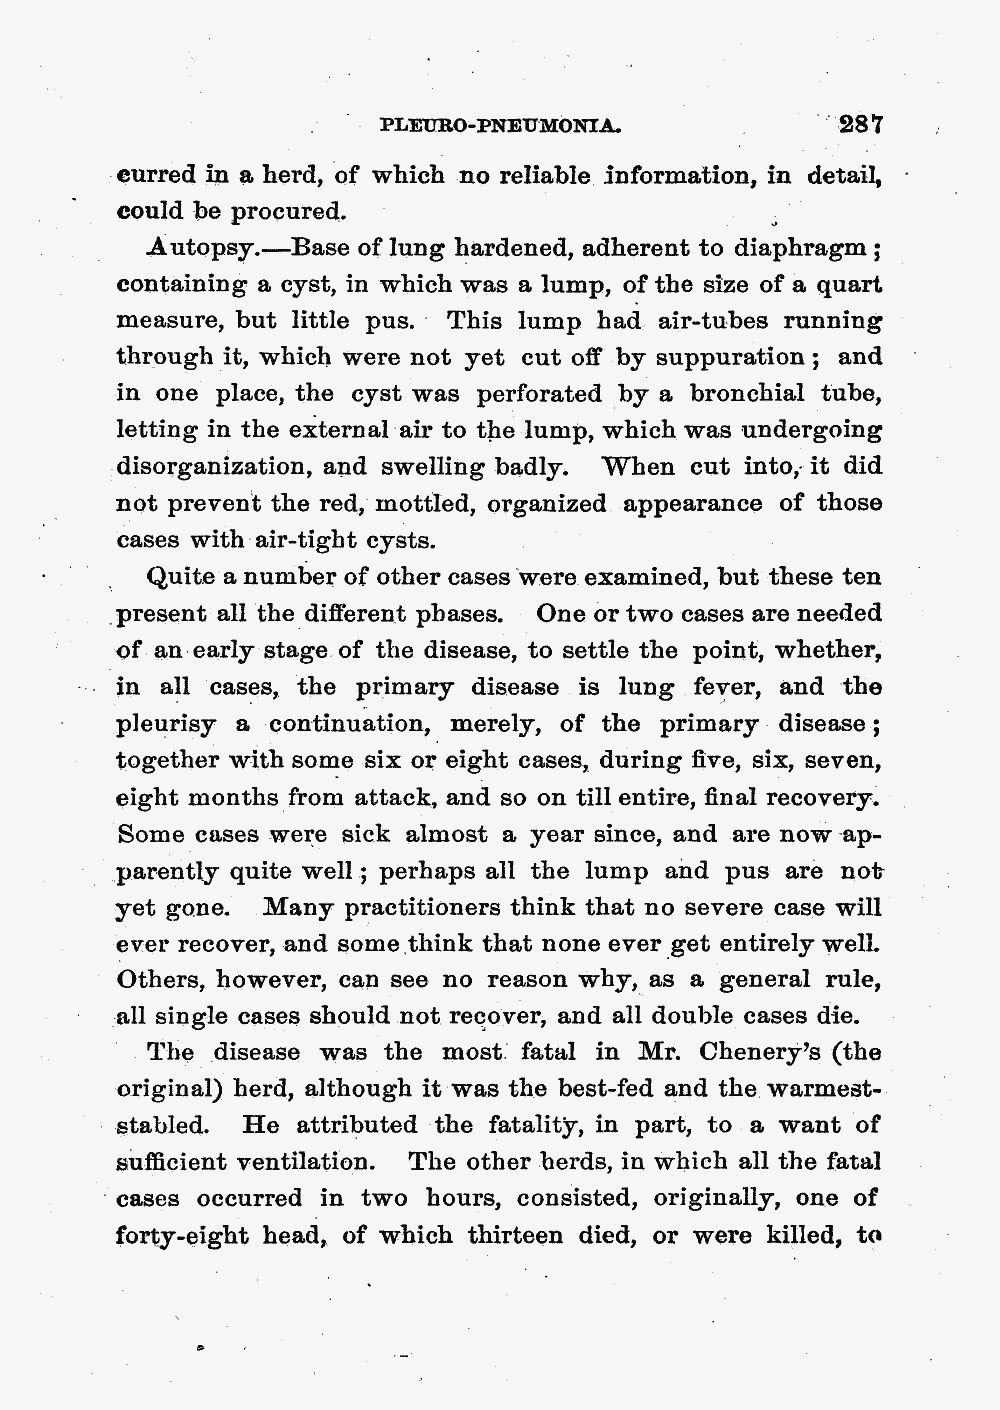 PLEURO-PNEUMONIA. 287
curred in a herd, of which no reliable information, in detail,
could be procured.
Autopsy.—Base of lung hardened, adherent to diaphragm;
containing a cyst, in which was a lump, of the size of a quart
measure, but little pus. This lump had air-tubes running
through it, which were not yet cut off by suppuration; and
in one place, the cyst was perforated by a bronchial tube,
letting in the external air to the lump, which was undergoing
disorganization, and swelling badly. When cut into, it did
not prevent the red, mottled, organized appearance of those
cases with air-tight cysts.
Quite a number of other cases were examined, but these ten
present all the different phases. One or two cases are needed
of an early stage of the disease, to settle the point, whether,
in all cases, the primary disease is lung fever, and the
pleurisy a continuation, merely, of the primary disease;
together with some six or eight cases, during five, six, seven,
eight months from attack, and so on till entire, final recovery.
Some cases were sick almost a year since, and are now ap-
parently quite well; perhaps all the lump and pus are not
yet gone. Many practitioners think that no severe case will
ever recover, and some think that none ever get entirely well.
Others, however, can see no reason why, as a general rule,
all single cases should not recover, and all double cases die.
The disease was the most fatal in Mr. Chenery's (the
original) herd, although it was the best-fed and the warmest-
stabled. He attributed the fatality, in part, to a want of
sufficient ventilation. The other herds, in which all the fatal
cases occurred in two hours, consisted, originally, one of
forty-eight head, of which thirteen died, or were killed, to